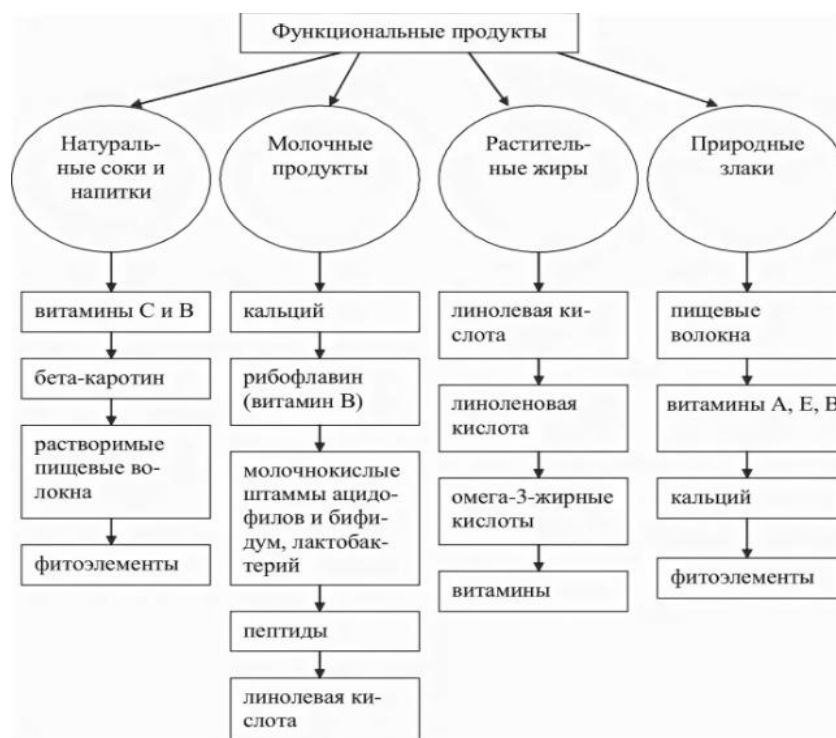 Функциональные продукты
Натураль-
ные соки и
напитки
Молочные
продукты
Раститель-
ные жиры
Природные
злаки
витамины С и В
бета-каротин
растворимые
пищевые во-
локна
фитоэлементы
кальций
рибофлавин
(витамин В)
молочнокислые
штаммы ацидо-
филов и бифи-
дум, лактобак-
терий
пептиды
линолевая ки-
слота
линолевая ки-
слота
линоленовая
кислота
омега-3-жирные
кислоты
витамины
пищевые
волокна
витамины А, Е, В
кальций
фитоэлементы